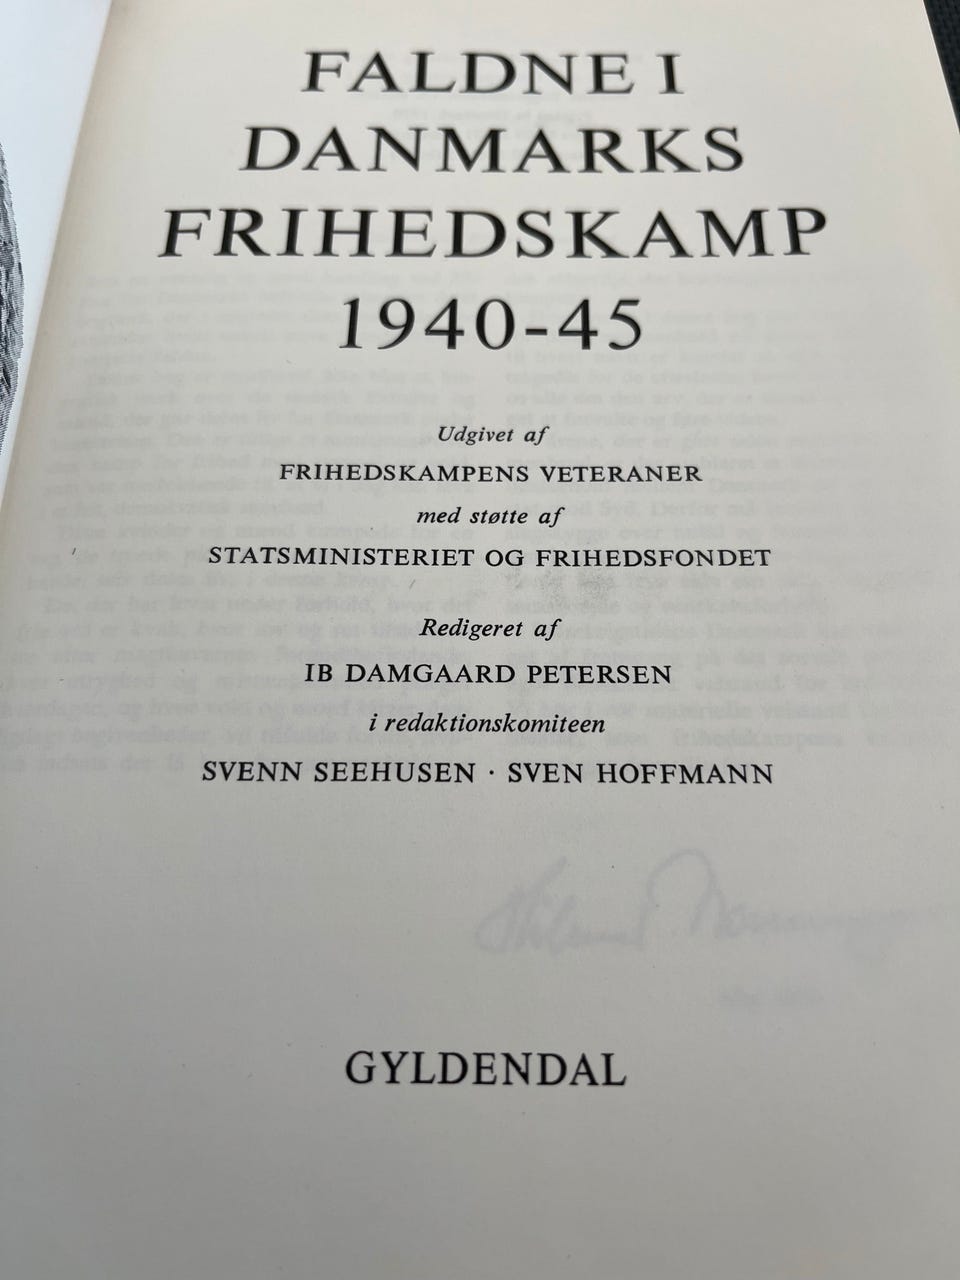 FALDNE I
DANMARKS
FRIHEDSKAMP
1940-45
Udgivet af
FRIHEDSKAMPENS VETERANER
med støtte af
STATSMINISTERIET OG FRIHEDSFONDET
Redigeret af
IB DAMGAARD PETERSEN
i redaktionskomiteen
SVENN SEEHUSEN · SVEN HOFFMANN
GYLDENDAL